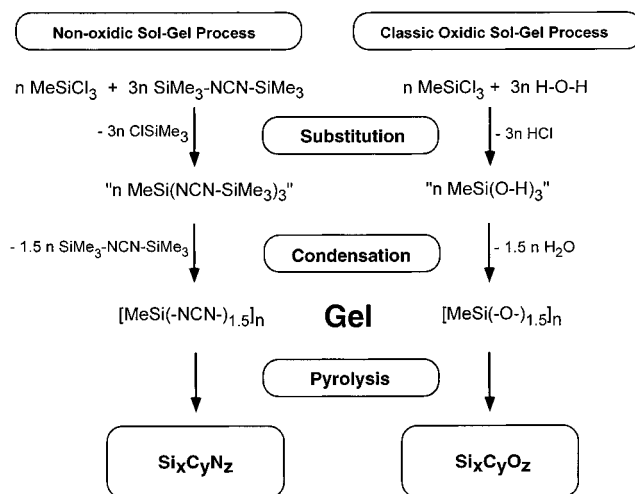 Non-oxidic Sol-Gel Process
Classic Oxidic Sol-Gel Process
n MeSiCl₃ + 3n SiMe₃-NCN-SiMe₃
n MeSiCl₃ + 3n H-O-H
- 3n ClSiMe₃
Substitution
- 3n HCl
"n MeSi(NCN-SiMe₃)₃"
"n MeSi(O-H)₃"
- 1.5 n SiMe₃-NCN-SiMe₃
Condensation
- 1.5 n H₂O
[MeSi(-NCN-)₁.₅]ₙ
Gel
[MeSi(-O-)₁.₅]ₙ
Pyrolysis
SiₓCyNz
SiₓCyOz